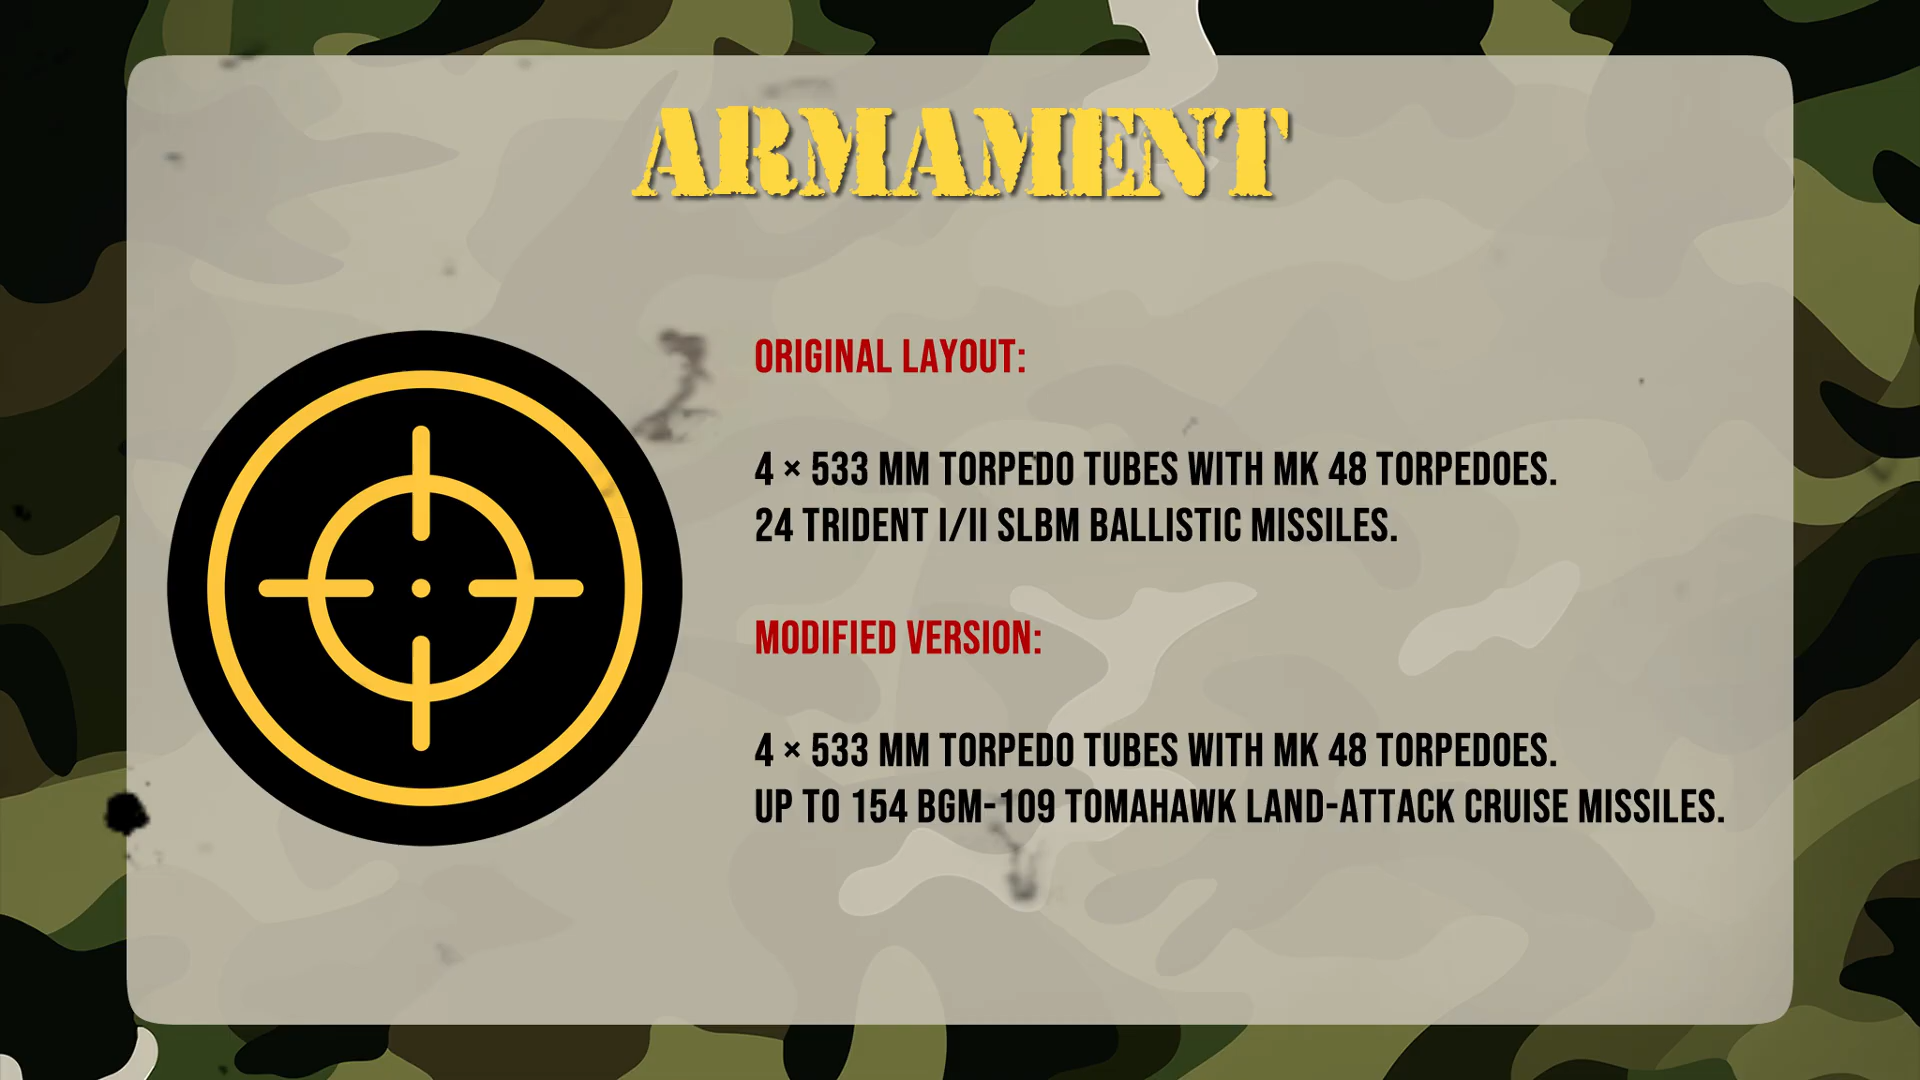 ARMAMENT
ORIGINAL LAYOUT:
4 × 533 MM TORPEDO TUBES WITH MK 48 TORPEDOES.
24 TRIDENT I/II SLBM BALLISTIC MISSILES.
MODIFIED VERSION:
4 × 533 MM TORPEDO TUBES WITH MK 48 TORPEDOES.
UP TO 154 BGM-109 TOMAHAWK LAND-ATTACK CRUISE MISSILES.